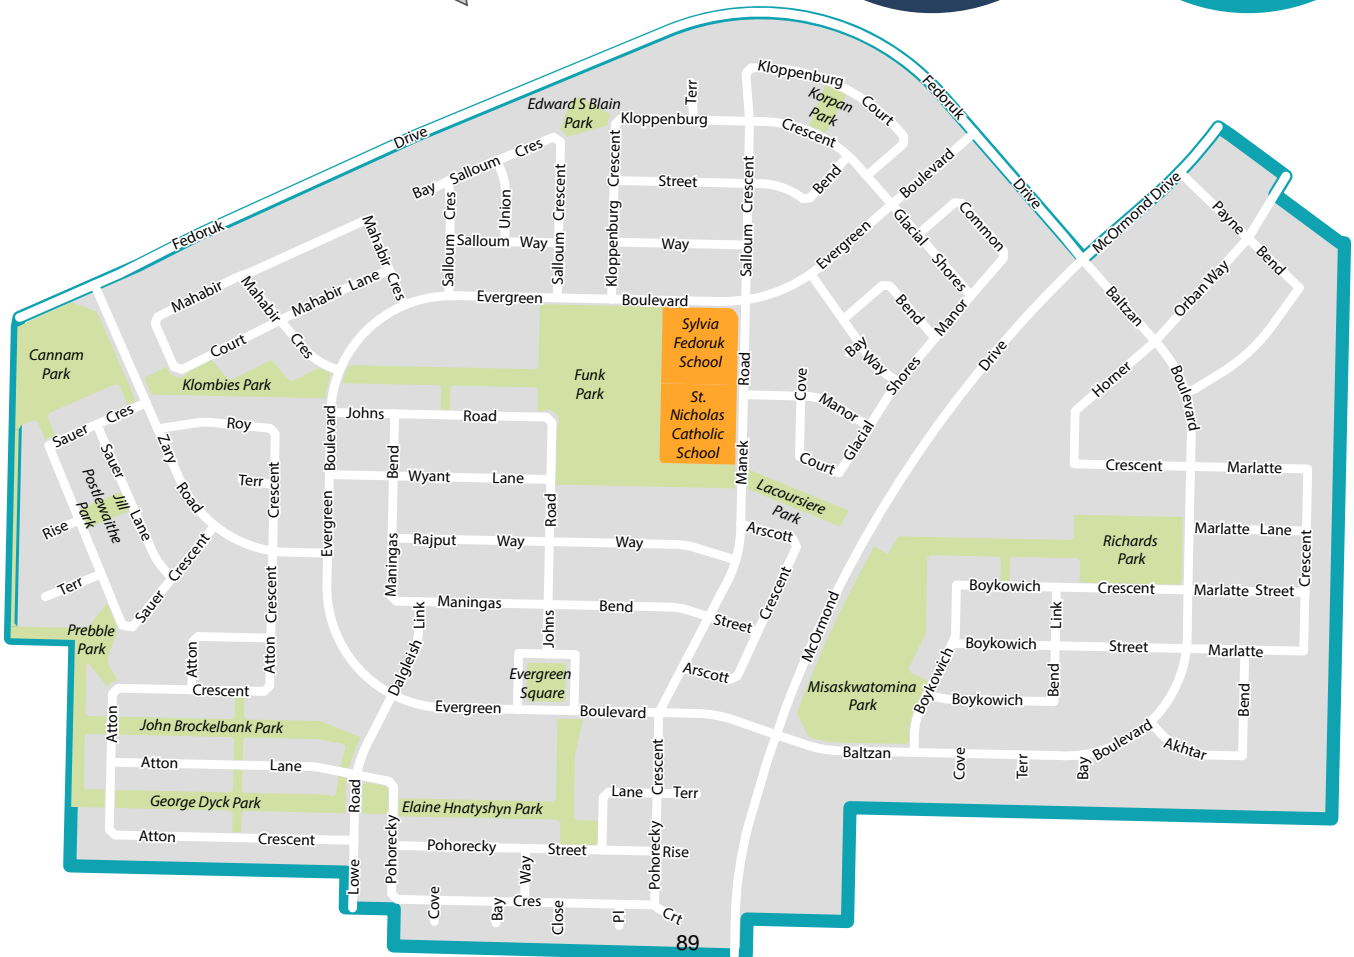 Kloppenburg
Court
Korpan
Park
Fedoruk
Terr
Edward S Blain
Park
Kloppenburg
Crescent
Drive
Cres
Salloum
Bay
Crescent
Kloppenburg
Street
Bend
Boulevard
Drive
McOrmond Drive
Cres
Salloum
Union
Crescent
Salloum
Crescent
Salloum
Payne
Bend
Common
Glacial
Shores
Manor
Fedoruk
Mahabir
Cres
Salloum Way
Way
Evergreen
Orban Way
Baltzan
Boulevard
Mahabir
Mahabir
Cres
Mahabir Lane
Court
Evergreen
Boulevard
Bend
Bay
Way
Shores
Glacial
Drive
Sylvia
Fedoruk
School
Cannam
Park
Klombies Park
Funk
Park
St.
Nicholas
Catholic
School
Road
Manek
Cove
Manor
Court
Horner
Crescent
Marlatte
Sauer
Cres
Roy
Zary
Road
Johns
Road
Boulevard
Evergreen
Bend
Maningas
Wyant
Lane
Sauer
Lane
Jill
Postlewaithe
Park
Terr
Crescent
Road
Johns
Lacoursiere
Park
Rise
Arscott
Crescent
Rajput
Way
Way
Marlatte Lane
Crescent
Richards
Park
Terr
Sauer
Crescent
Crescent
Atton
Maningas
Bend
Street
Boykowich
Crescent
Marlatte Street
Link
Link
Dalgleish
McOrmond
Prebble
Park
Boykowich
Street
Marlatte
Atton
Crescent
Arscott
Evergreen
Square
Misaskwatomina
Park
Boykowich
Boykowich
Bend
Bend
Atton
John Brockelbank Park
Evergreen
Boulevard
Baltzan
Cove
Terr
Bay
Boulevard
Akhtar
Atton
Lane
Crescent
Pohorecky
Lane
Terr
George Dyck Park
Road
Lowe
Elaine Hnatyshyn Park
Atton
Crescent
Pohorecky
Pohorecky
Street
Rise
Way
Cove
Bay
Cres
Close
Pl
Crt
89